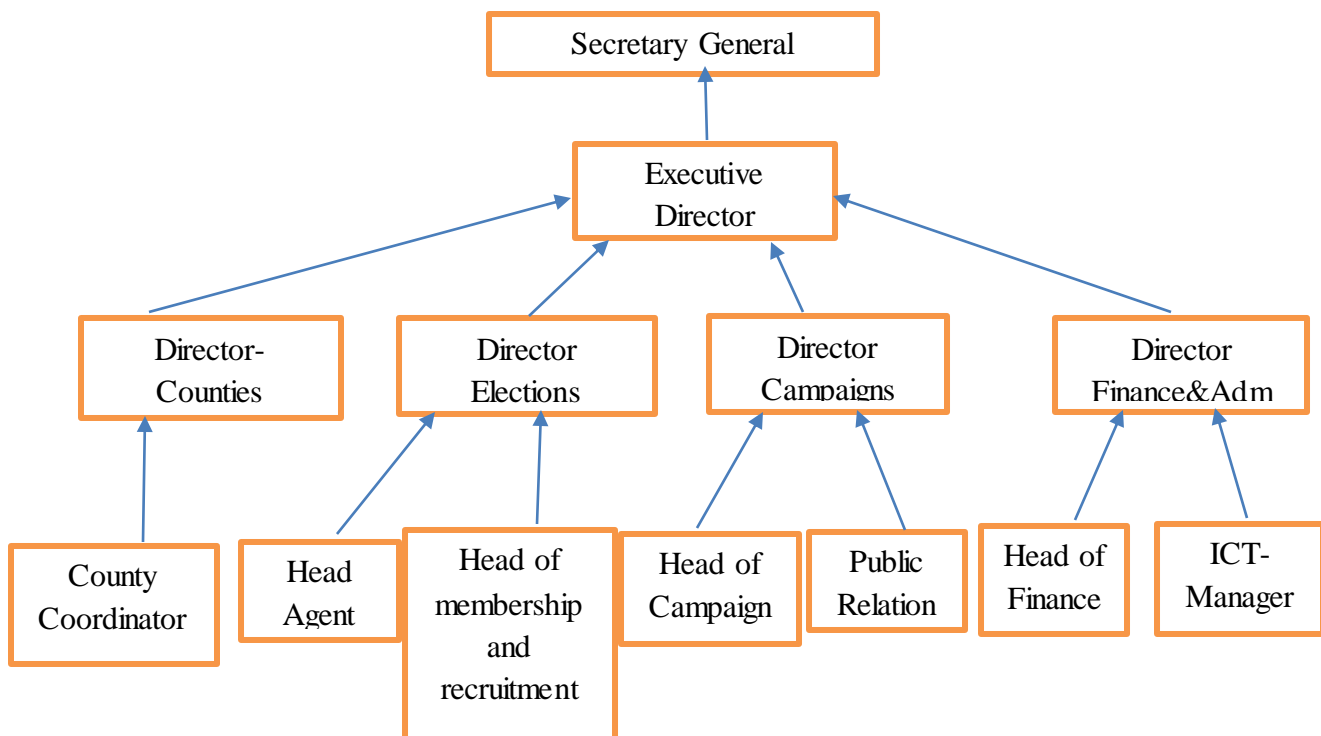 Secretary General
Executive
Director
Director-
Counties
Director
Elections
Director
Campaigns
Director
Finance&Adm
County
Coordinator
Head
Agent
Head of
membership
and
recruitment
Head of
Campaign
Public
Relation
Head of
Finance
ICT-
Manager